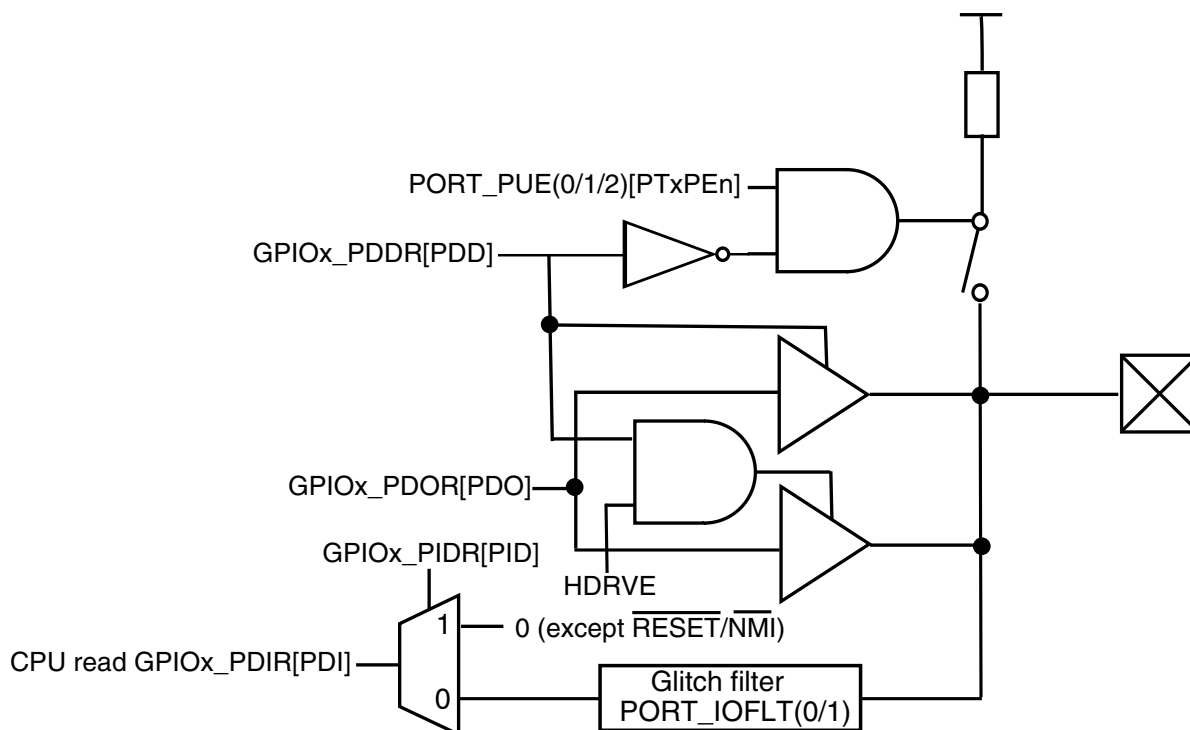 PORT_PUE(0/1/2)[PTxPEn]
GPIOx_PDDR[PDD]
GPIOx_PDOR[PDO]
HDRVE
GPIOx_PIDR[PID]
1
0 (except RESET/NMI)
CPU read GPIOx_PDIR[PDI]
0
Glitch filter
PORT_IOFLT(0/1)